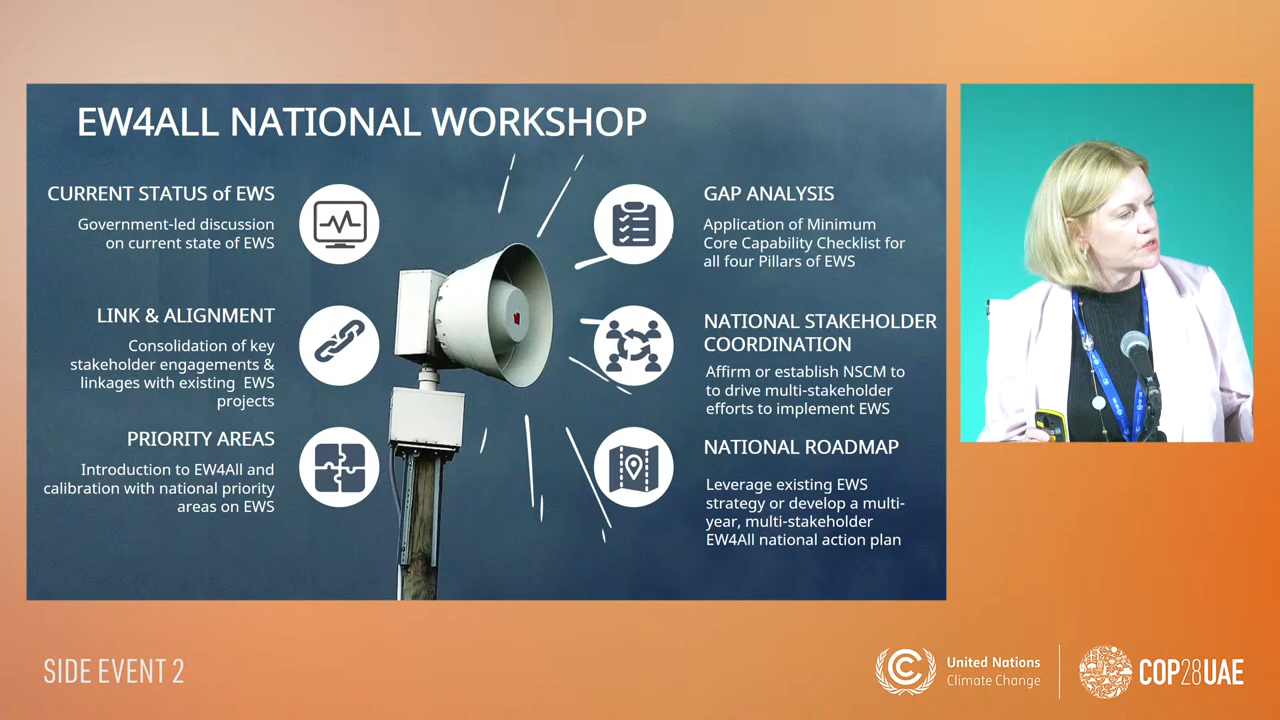 EW4ALL NATIONAL WORKSHOP
CURRENT STATUS of EWS
Government-led discussion
on current state of EWS
LINK & ALIGNMENT
Consolidation of key
stakeholder engagements &
linkages with existing EWS
projects
PRIORITY AREAS
Introduction to EW4All and
calibration with national priority
areas on EWS
GAP ANALYSIS
Application of Minimum
Core Capability Checklist for
all four Pillars of EWS
NATIONAL STAKEHOLDER
COORDINATION
Affirm or establish NSCM to
to drive multi-stakeholder
efforts to implement EWS
NATIONAL ROADMAP
Leverage existing EWS
strategy or develop a multi-
year, multi-stakeholder
EW4All national action plan
SIDE EVENT 2
United Nations
Climate Change
COP28UAE